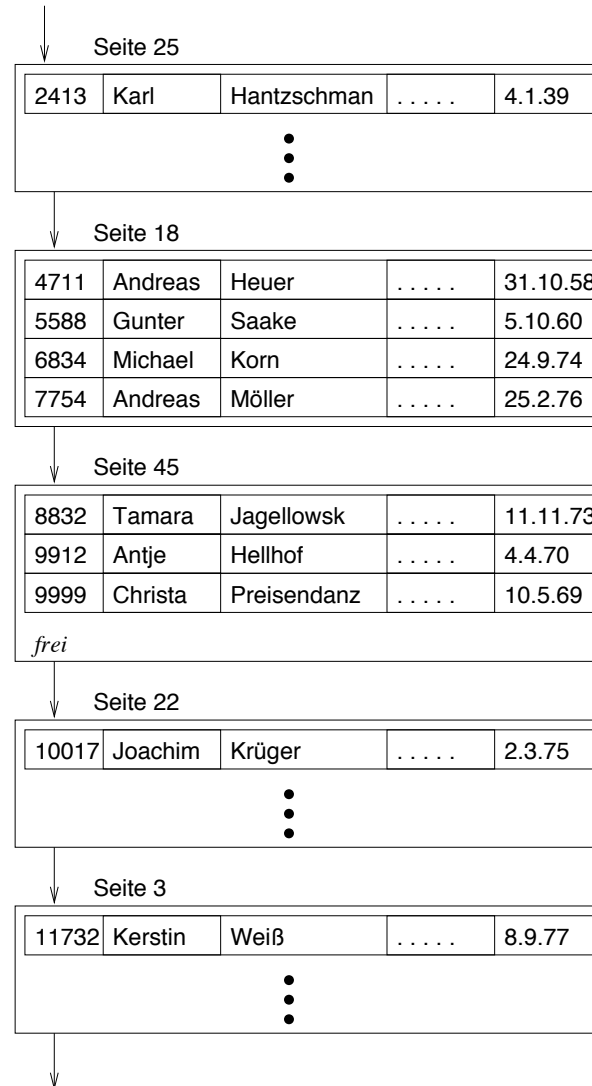 Seite 25
2413 Karl Hantzschman . . . . . 4.1.39
Seite 18
4711 Andreas Heuer . . . . . 31.10.58
5588 Gunter Saake . . . . . 5.10.60
6834 Michael Korn . . . . . 24.9.74
7754 Andreas Möller . . . . . 25.2.76
Seite 45
8832 Tamara Jagellowsk . . . . . 11.11.73
9912 Antje Hellhof . . . . . 4.4.70
9999 Christa Preisendanz . . . . . 10.5.69
frei
Seite 22
10017 Joachim Krüger . . . . . 2.3.75
Seite 3
11732 Kerstin Weiß . . . . . 8.9.77